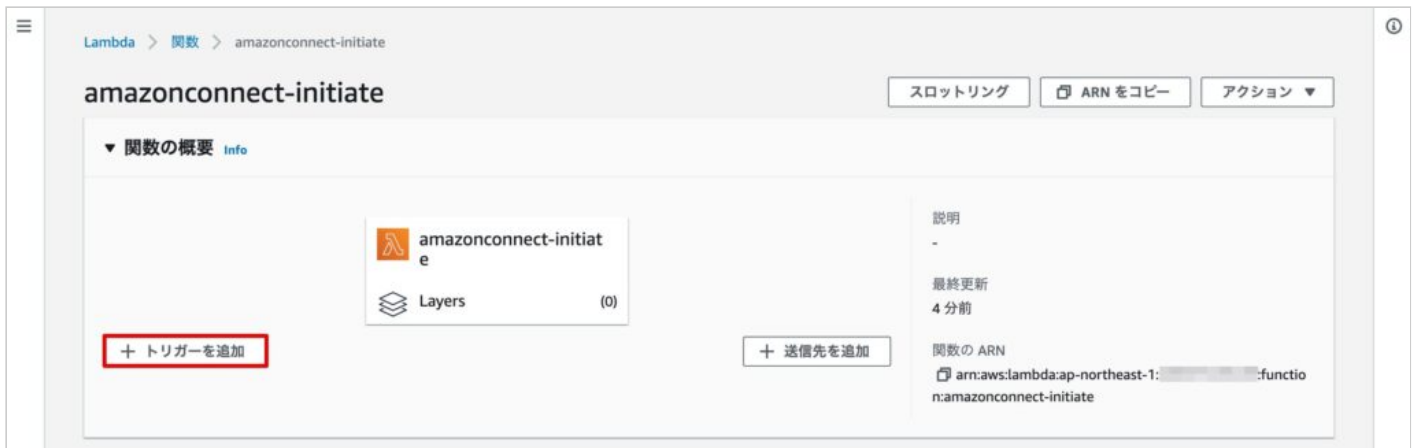 Lambda > 関数 > amazonconnect-initiate
amazonconnect-initiate
スロットリング
ARN をコピー
アクション ▼
▼ 関数の概要 Info
amazonconnect-initiat
e
Layers (0)
+ トリガーを追加
+ 送信先を追加
説明
-
最終更新
4 分前
関数の ARN
arn:aws:lambda:ap-northeast-1: :functio
n:amazonconnect-initiate